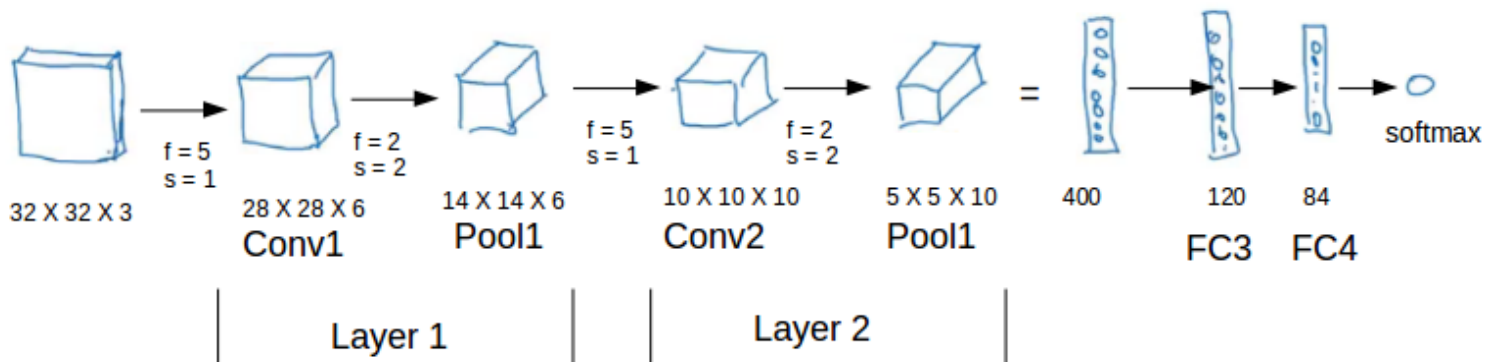 f = 5
s = 1
f = 2
s = 2
f = 5
s = 1
f = 2
s = 2
=
softmax
32 X 32 X 3
28 X 28 X 6
14 X 14 X 6
10 X 10 X 10
5 X 5 X 10
400
120
84
Conv1
Pool1
Conv2
Pool1
FC3
FC4
Layer 1
Layer 2